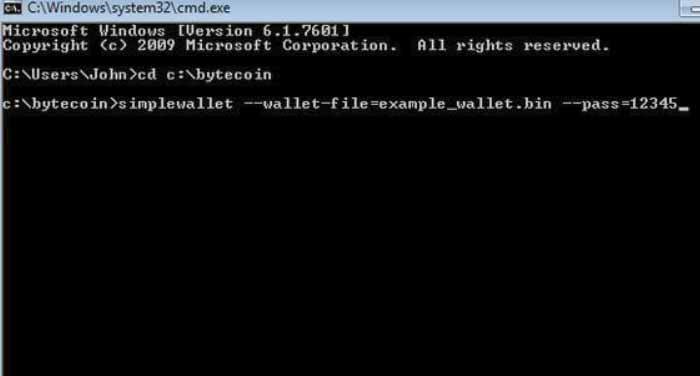 C:\Windows\system32\cmd.exe
Microsoft Windows [Version 6.1.7601]
Copyright (c) 2009 Microsoft Corporation.  All rights reserved.
C:\Users\John>cd c:\bytecoin
c:\bytecoin>simplewallet --wallet-file=example_wallet.bin --pass=12345_